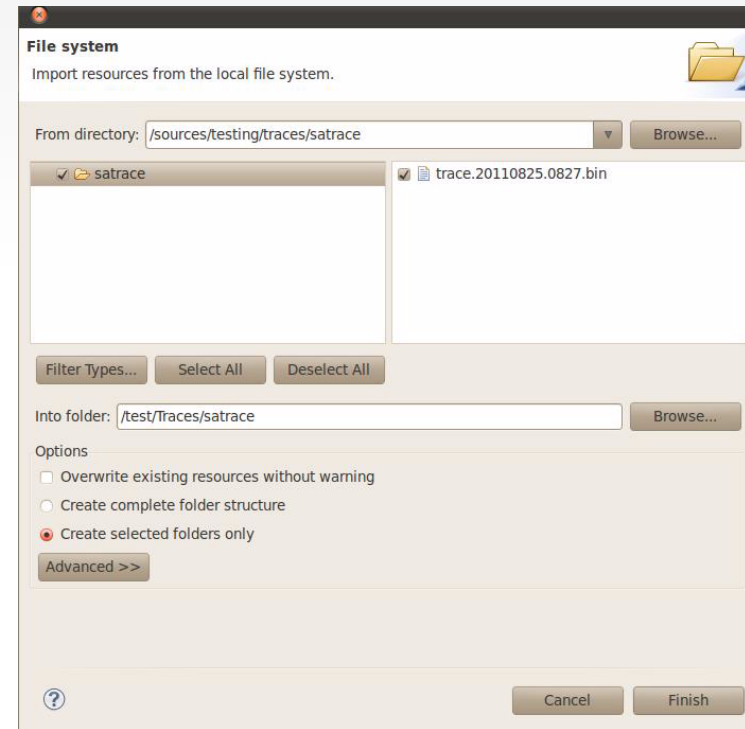 File system
Import resources from the local file system.
From directory: /sources/testing/traces/satrace Browse...
satrace
trace.20110825.0827.bin
Filter Types... Select All Deselect All
Into folder: /test/Traces/satrace Browse...
Options
Overwrite existing resources without warning
Create complete folder structure
Create selected folders only
Advanced >>
? Cancel Finish